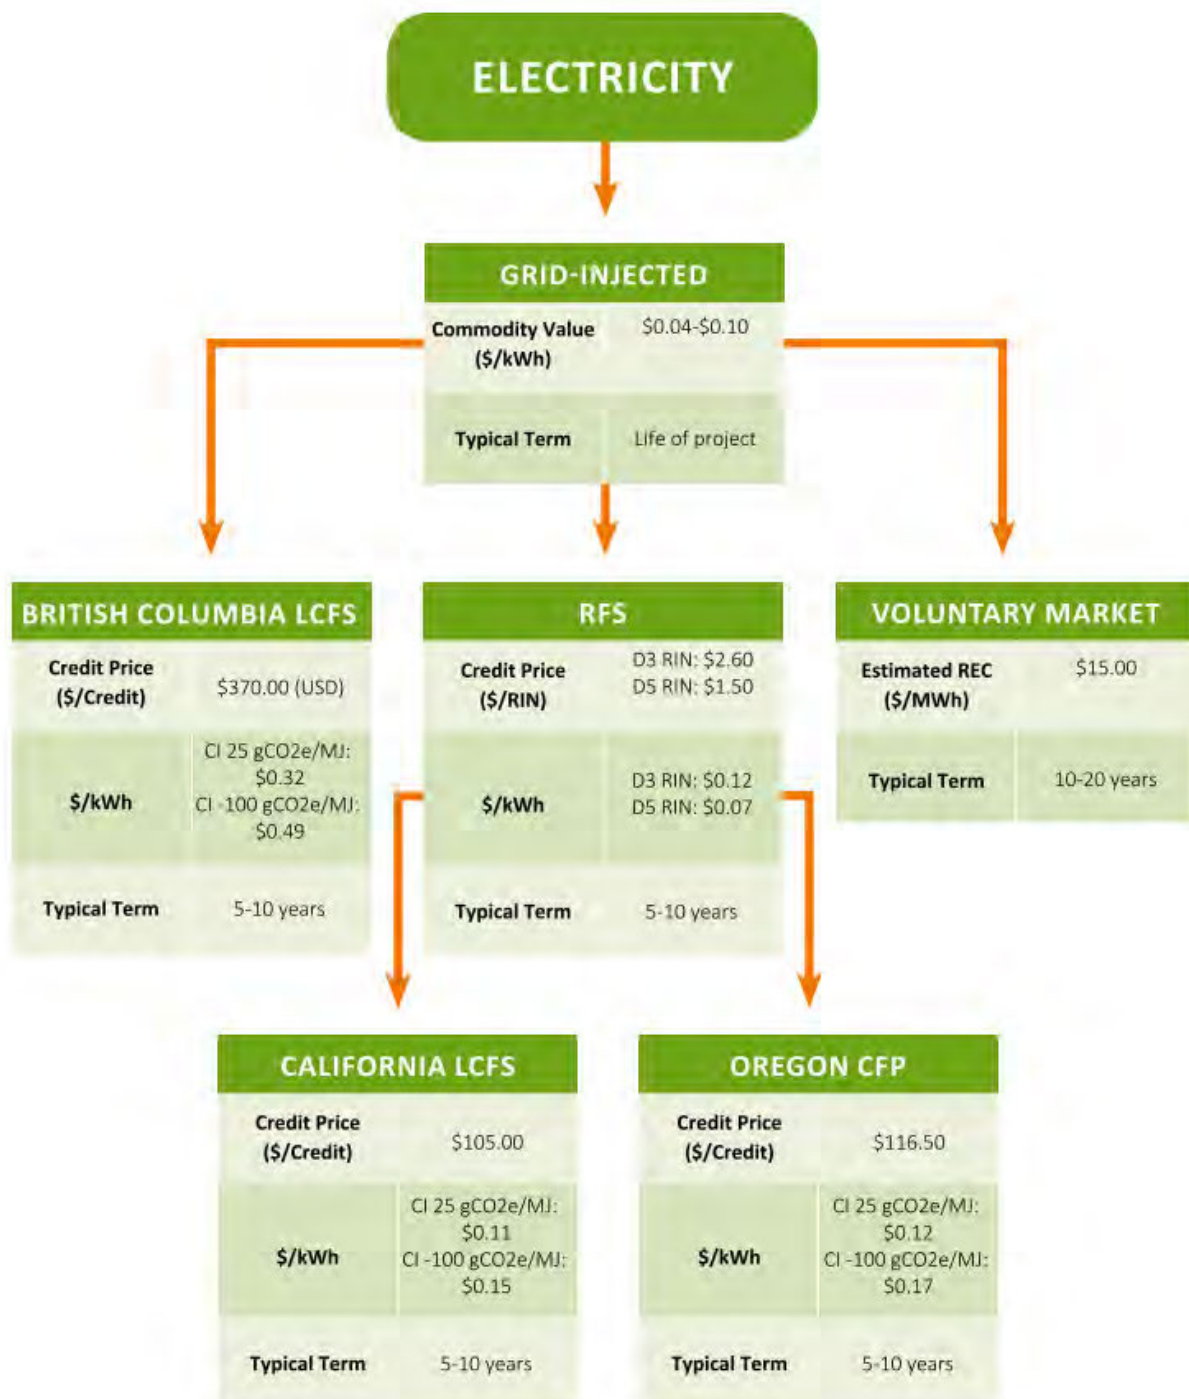 ELECTRICITY
GRID-INJECTED
Commodity Value
($/kWh)
$0.04-$0.10
Typical Term
Life of project
BRITISH COLUMBIA LCFS
Credit Price
($/Credit)
$370.00 (USD)
$/kWh
CI 25 gCO2e/MJ:
$0.32
CI -100 gCO2e/MJ:
$0.49
Typical Term
5-10 years
RFS
Credit Price
($/RIN)
D3 RIN: $2.60
D5 RIN: $1.50
$/kWh
D3 RIN: $0.12
D5 RIN: $0.07
Typical Term
5-10 years
VOLUNTARY MARKET
Estimated REC
($/MWh)
$15.00
Typical Term
10-20 years
CALIFORNIA LCFS
Credit Price
($/Credit)
$105.00
$/kWh
CI 25 gCO2e/MJ:
$0.11
CI -100 gCO2e/MJ:
$0.15
Typical Term
5-10 years
OREGON CFP
Credit Price
($/Credit)
$116.50
$/kWh
CI 25 gCO2e/MJ:
$0.12
CI -100 gCO2e/MJ:
$0.17
Typical Term
5-10 years